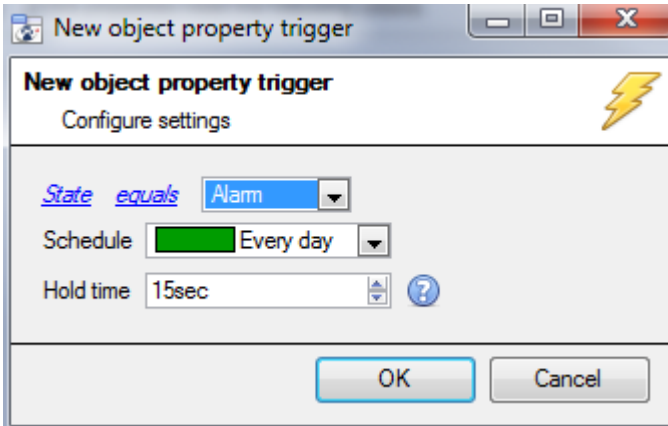 New object property trigger
New object property trigger
Configure settings
State equals Alarm
Schedule Every day
Hold time 15sec
OK Cancel